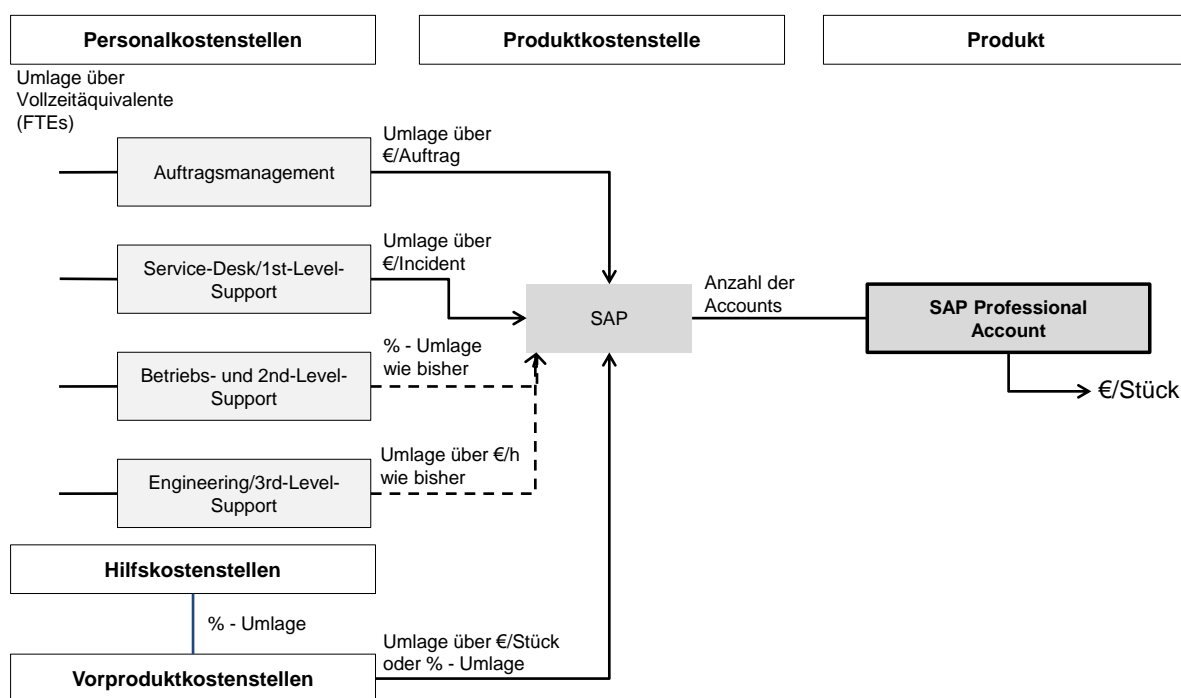 Personalkostenstellen
Produktkostenstelle
Produkt
Umlage über
Vollzeitäquivalente
(FTEs)
Auftragsmanagement
Umlage über
€/Auftrag
Service-Desk/1st-Level-
Support
Umlage über
€/Incident
Betriebs- und 2nd-Level-
Support
% - Umlage
wie bisher
Engineering/3rd-Level-
Support
Umlage über €/h
wie bisher
SAP
Anzahl der
Accounts
SAP Professional
Account
€/Stück
Hilfskostenstellen
% - Umlage
Vorproduktkostenstellen
Umlage über €/Stück
oder % - Umlage